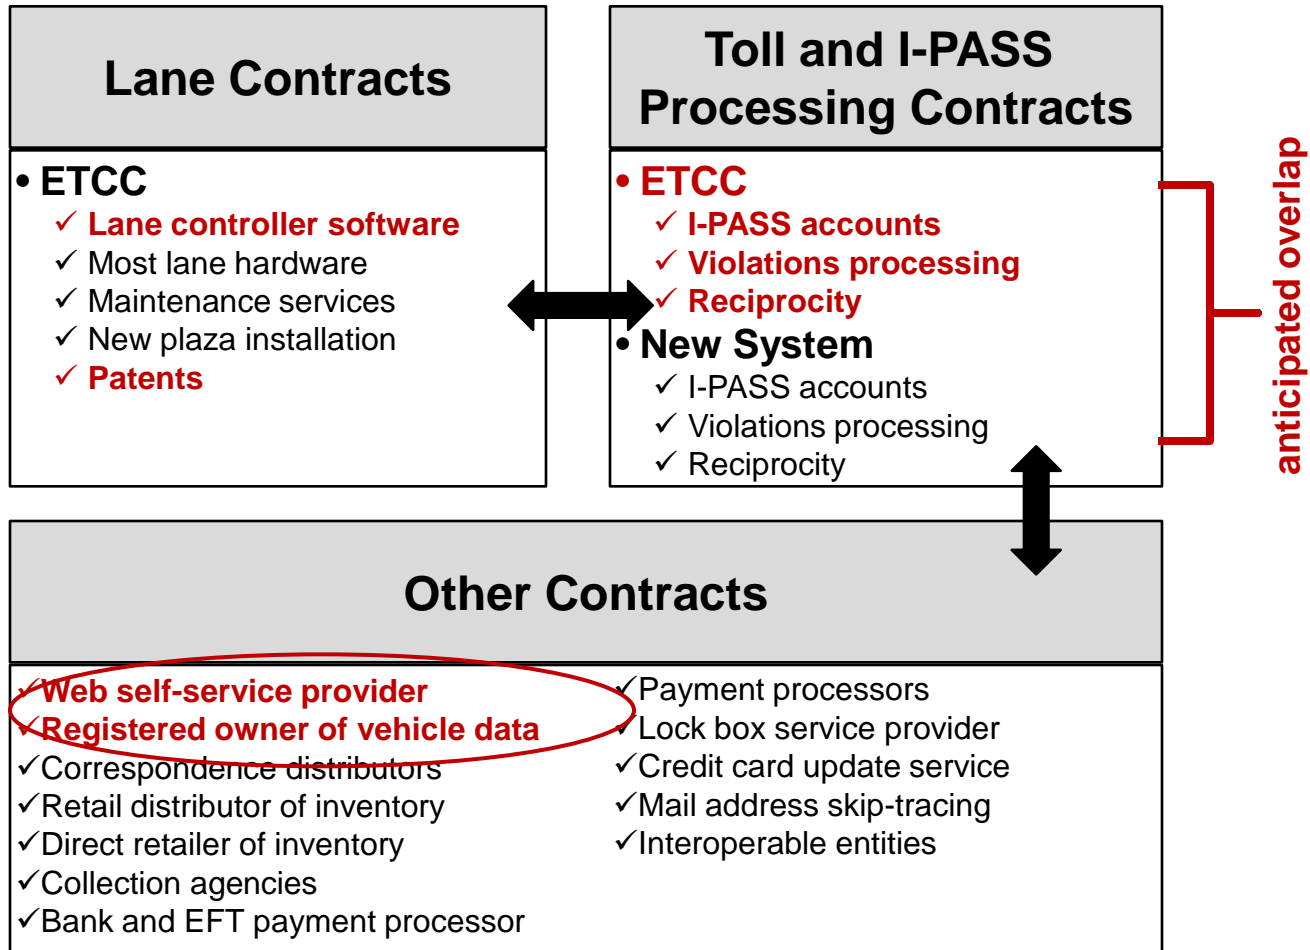 Lane Contracts
• ETCC
✓ Lane controller software
✓ Most lane hardware
✓ Maintenance services
✓ New plaza installation
✓ Patents
Toll and I-PASS
Processing Contracts
• ETCC
✓ I-PASS accounts
✓ Violations processing
✓ Reciprocity
• New System
✓ I-PASS accounts
✓ Violations processing
✓ Reciprocity
anticipated overlap
Other Contracts
✓Web self-service provider
✓Registered owner of vehicle data
✓Correspondence distributors
✓Retail distributor of inventory
✓Direct retailer of inventory
✓Collection agencies
✓Bank and EFT payment processor
✓Payment processors
✓Lock box service provider
✓Credit card update service
✓Mail address skip-tracing
✓Interoperable entities